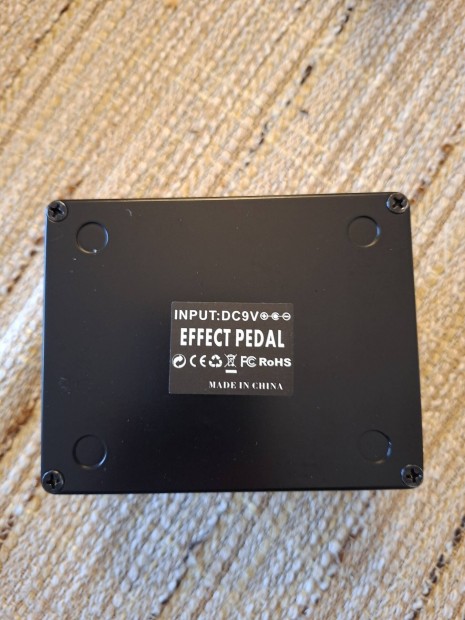 INPUT:DC9V
EFFECT PEDAL
CE FC RoHS
MADE IN CHINA